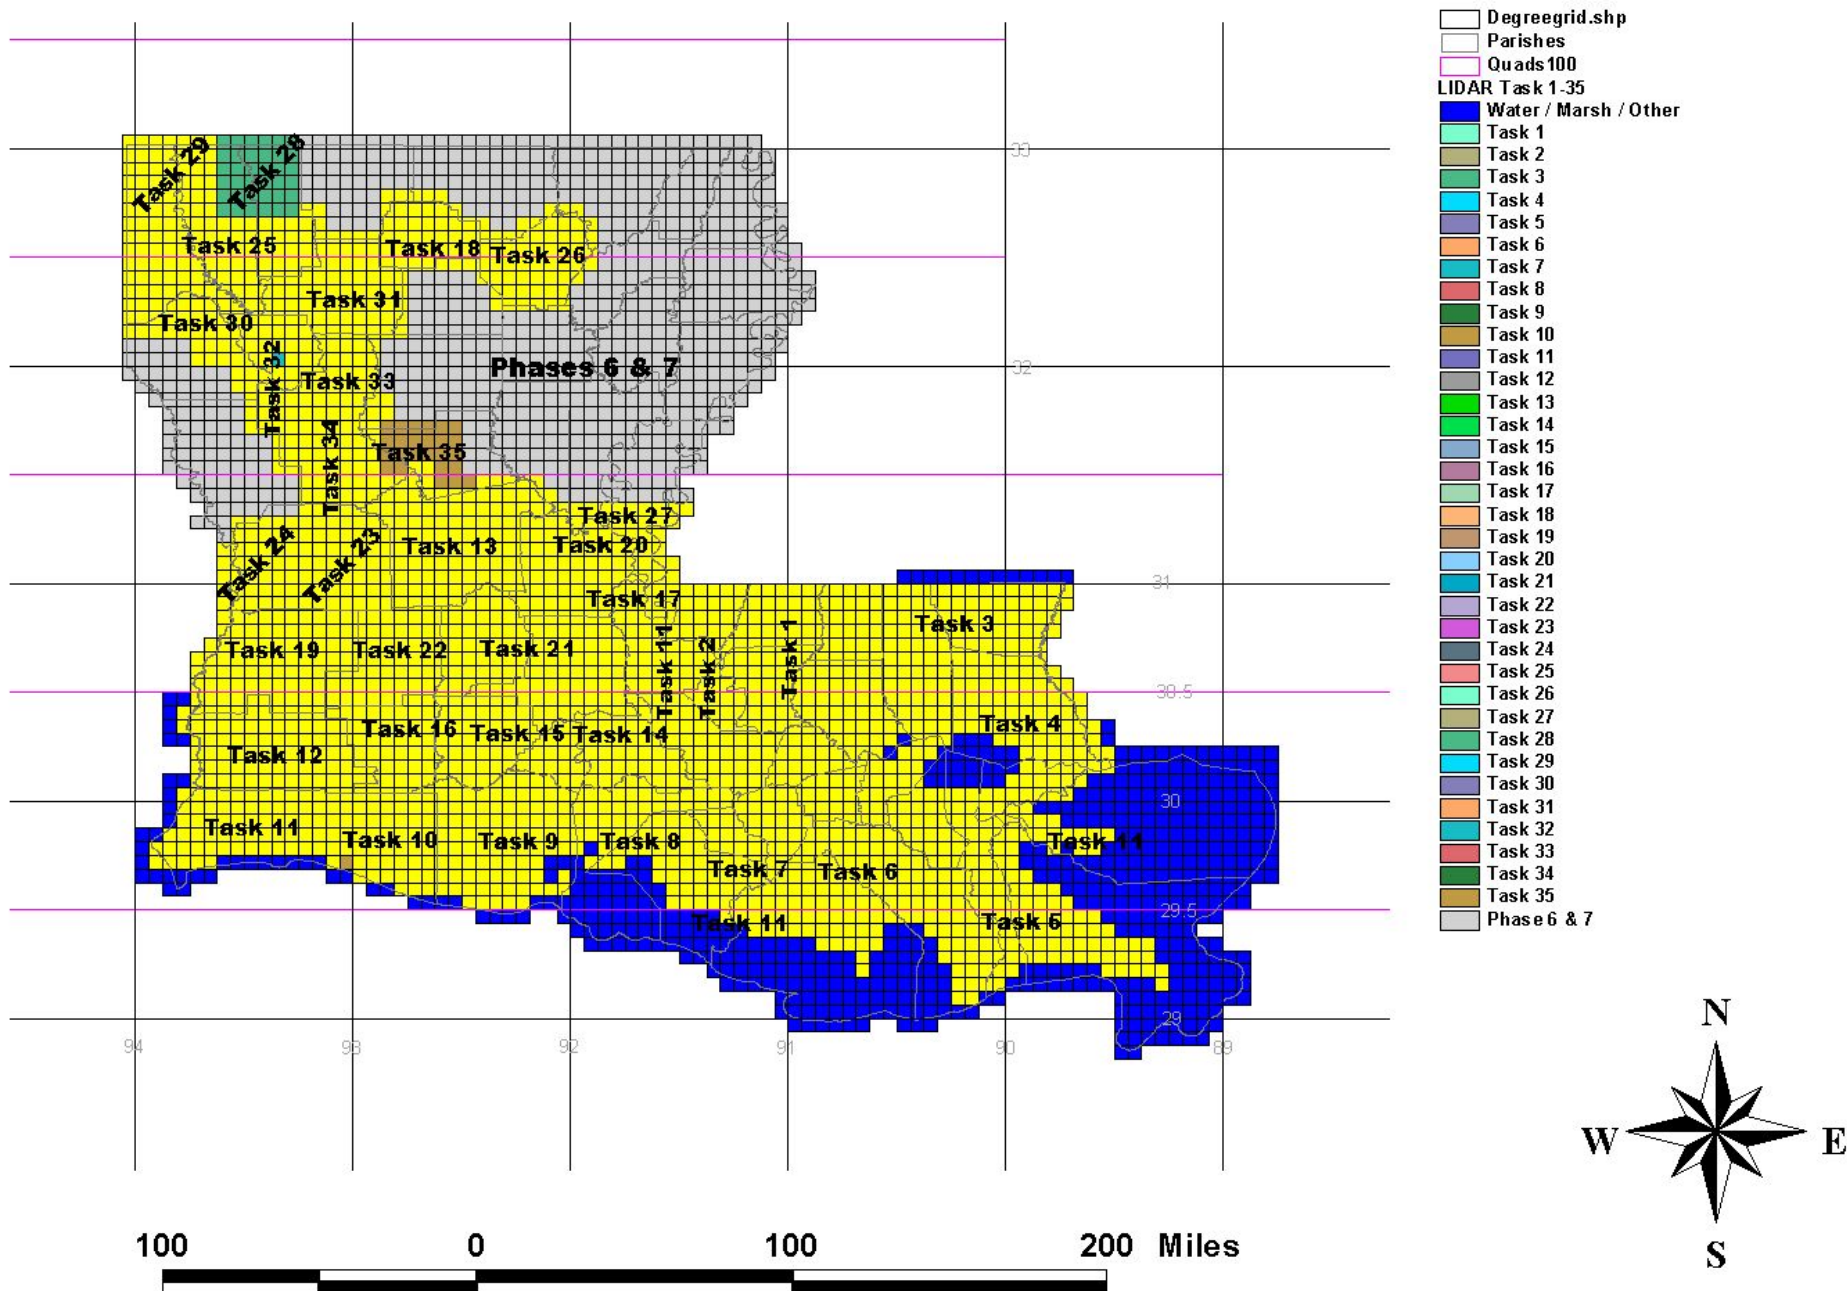 Degreegrid.shp
Parishes
Quads100
LIDAR Task 1-35
Water / Marsh / Other
Task 1
Task 2
Task 3
Task 4
Task 5
Task 6
Task 7
Task 8
Task 9
Task 10
Task 11
Task 12
Task 13
Task 14
Task 15
Task 16
Task 17
Task 18
Task 19
Task 20
Task 21
Task 22
Task 23
Task 24
Task 25
Task 26
Task 27
Task 28
Task 29
Task 30
Task 31
Task 32
Task 33
Task 34
Task 35
Phase 6 & 7
33
Task 29
Task 28
Task 25
Task 18
Task 26
Task 31
Task 30
Task 32
Phases 6 & 7
32
Task 33
Task 34
Task 35
Task 27
Task 24
Task 23
Task 13
Task 20
31
Task 17
Task 3
Task 19
Task 22
Task 21
Task 11
Task 2
Task 1
30.5
Task 16
Task 15
Task 14
Task 4
Task 12
30
Task 11
Task 10
Task 9
Task 8
Task 11
Task 7
Task 6
29.5
Task 11
Task 5
29
94
93
92
91
90
89
N
W
E
S
100
0
100
200 Miles